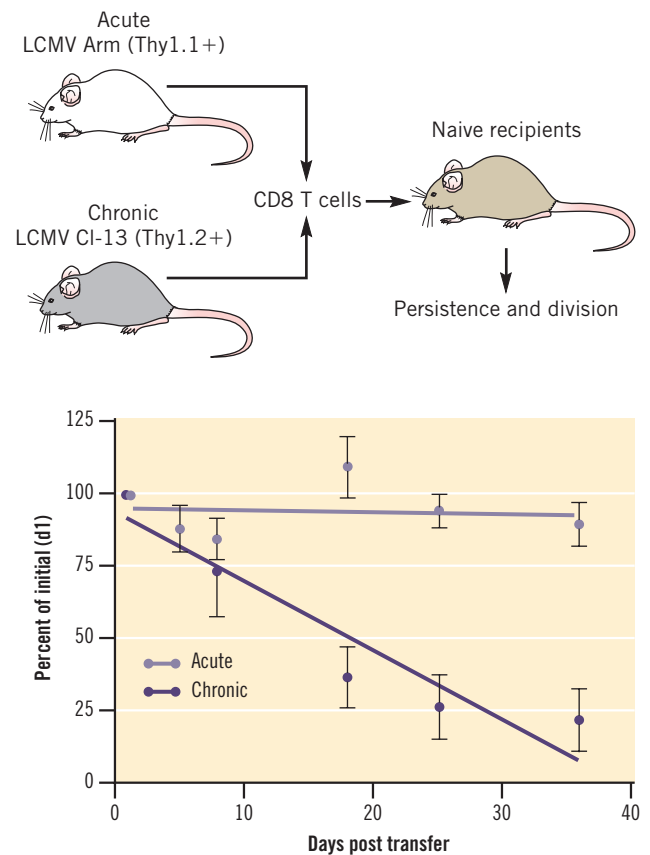 Acute
LCMV Arm (Thy1.1+)
Naive recipients
CD8 T cells
Chronic
LCMV Cl-13 (Thy1.2+)
Persistence and division
125
100
75
50
25
0
Percent of initial (d1)
Acute
Chronic
0 10 20 30 40
Days post transfer